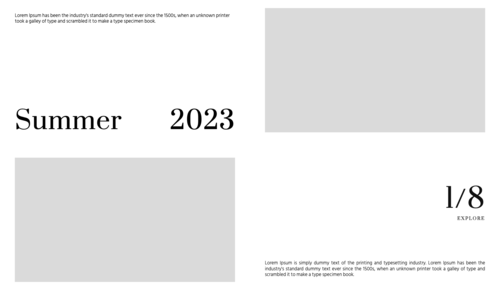 Lorem Ipsum has been the industry's standard dummy text ever since the 1500s, when an unknown printer
took a galley of type and scrambled it to make a type specimen book.
Summer 2023
1/8
EXPLORE
Lorem Ipsum is simply dummy text of the printing and typesetting industry. Lorem Ipsum has been the
industry's standard dummy text ever since the 1500s, when an unknown printer took a galley of type and
scrambled it to make a type specimen book.